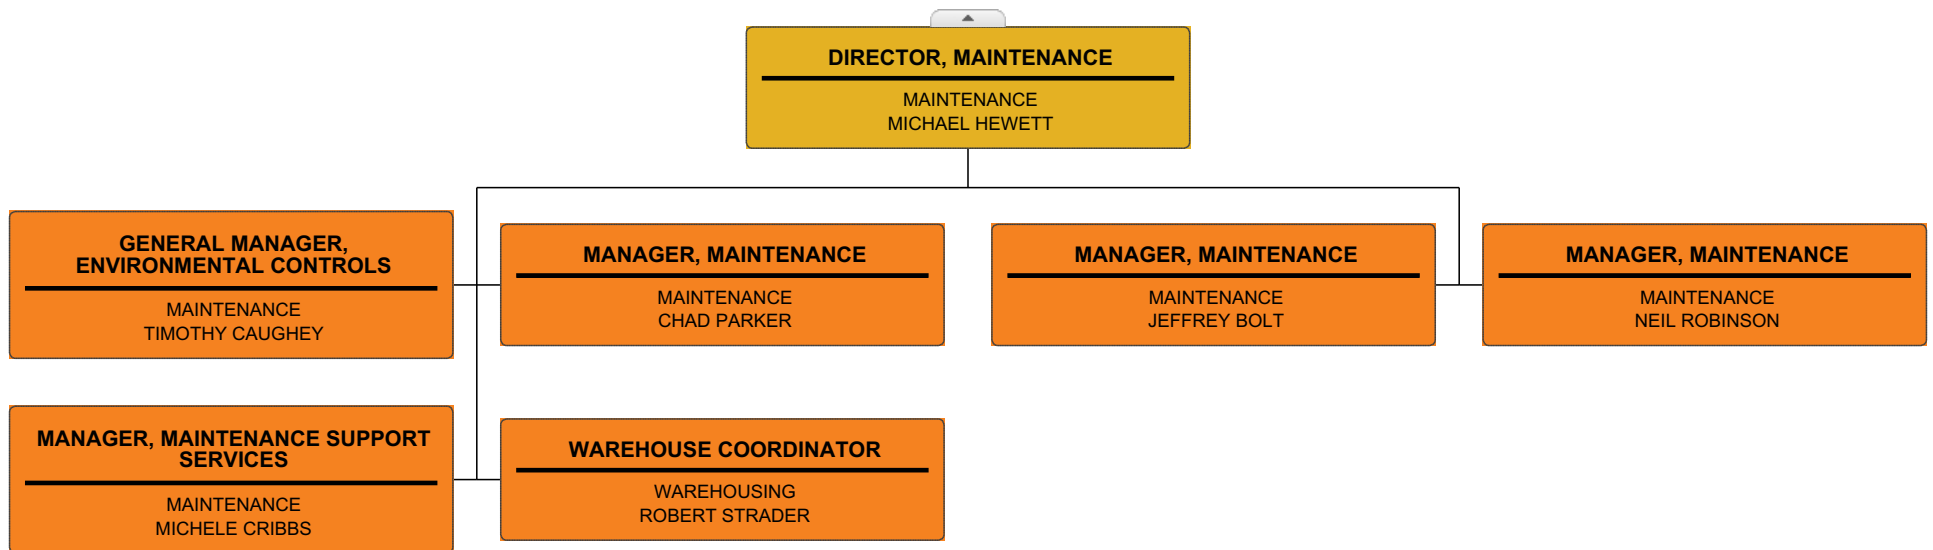 DIRECTOR, MAINTENANCE
MAINTENANCE
MICHAEL HEWETT
GENERAL MANAGER,
ENVIRONMENTAL CONTROLS
MAINTENANCE
TIMOTHY CAUGHEY
MANAGER, MAINTENANCE
MAINTENANCE
CHAD PARKER
MANAGER, MAINTENANCE
MAINTENANCE
JEFFREY BOLT
MANAGER, MAINTENANCE
MAINTENANCE
NEIL ROBINSON
MANAGER, MAINTENANCE SUPPORT
SERVICES
MAINTENANCE
MICHELE CRIBBS
WAREHOUSE COORDINATOR
WAREHOUSING
ROBERT STRADER